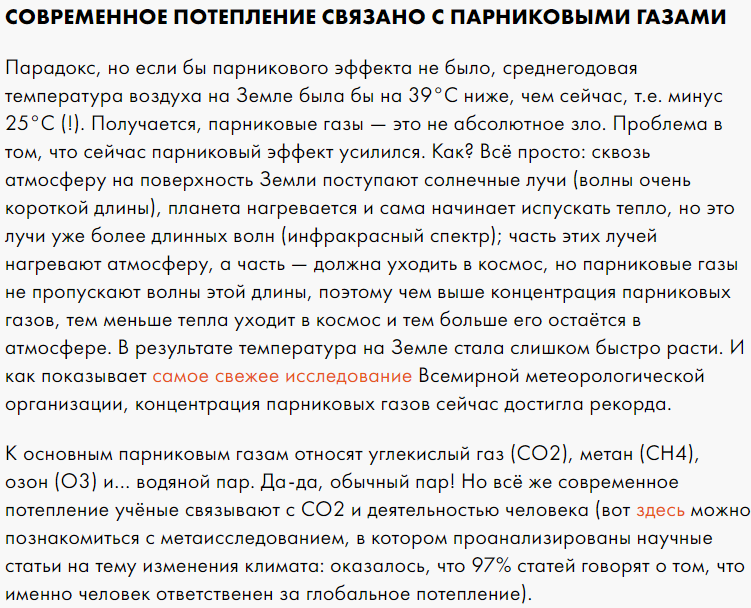 СОВРЕМЕННОЕ ПОТЕПЛЕНИЕ СВЯЗАНО С ПАРНИКОВЫМИ ГАЗАМИ
Парадокс, но если бы парникового эффекта не было, среднегодовая
температура воздуха на Земле была бы на 39°C ниже, чем сейчас, т.е. минус
25°C (!). Получается, парниковые газы — это не абсолютное зло. Проблема в
том, что сейчас парниковый эффект усилился. Как? Всё просто: сквозь
атмосферу на поверхность Земли поступают солнечные лучи (волны очень
короткой длины), планета нагревается и сама начинает испускать тепло, но это
лучи уже более длинных волн (инфракрасный спектр); часть этих лучей
нагревают атмосферу, а часть — должна уходить в космос, но парниковые газы
не пропускают волны этой длины, поэтому чем выше концентрация парниковых
газов, тем меньше тепла уходит в космос и тем больше его остаётся в
атмосфере. В результате температура на Земле стала слишком быстро расти. И
как показывает самое свежее исследование Всемирной метеорологической
организации, концентрация парниковых газов сейчас достигла рекорда.
К основным парниковым газам относят углекислый газ (CO2), метан (CH4),
озон (O3) и... водяной пар. Да-да, обычный пар! Но всё же современное
потепление учёные связывают с CO2 и деятельностью человека (вот здесь можно
познакомиться с метаисследованием, в котором проанализированы научные
статьи на тему изменения климата: оказалось, что 97% статей говорят о том, что
именно человек ответственен за глобальное потепление).